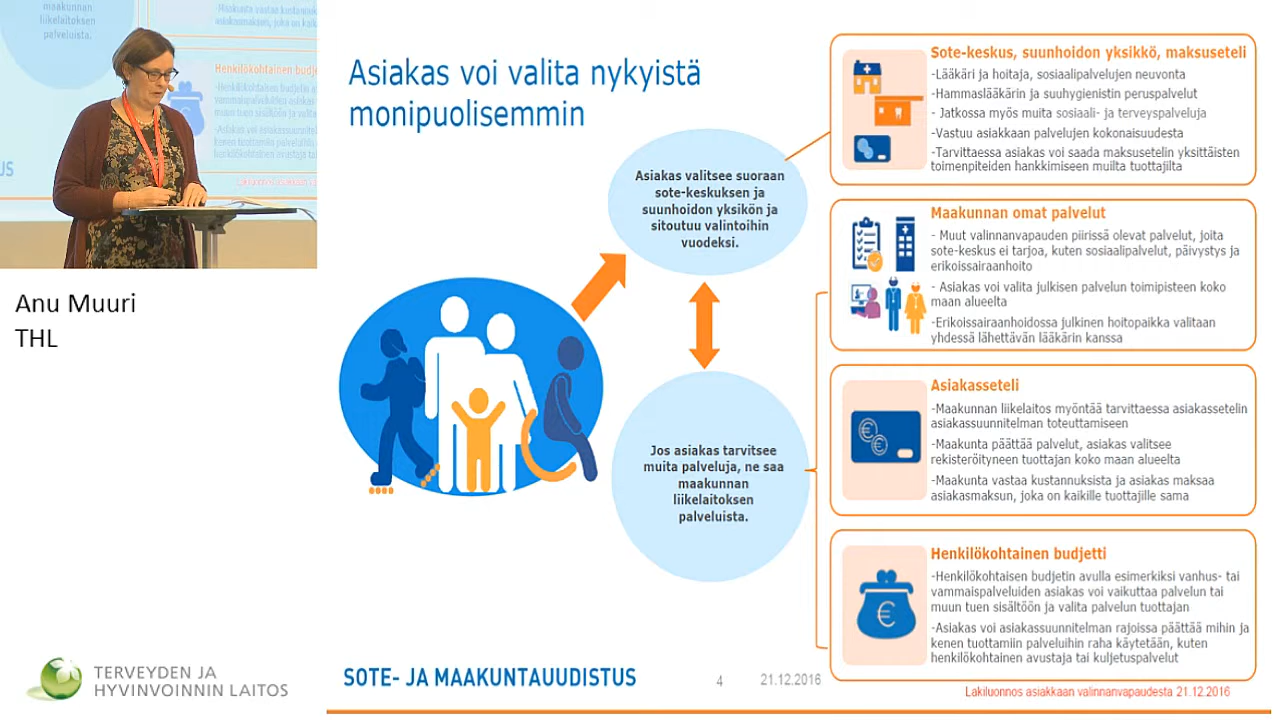 maakunnan
liikelaitoksen
palveluista.
asiakasmaksun, joka on kaik
Henkilökohtainen budje
Anu Muuri
THL
TERVEYDEN JA
HYVINVOINNIN LAITOS
Asiakas voi valita nykyistä
monipuolisemmin
Asiakas valitsee suoraan
sote-keskuksen ja
suunhoidon yksikön ja
sitoutuu valintoihin
vuodeksi.
Jos asiakas tarvitsee
muita palveluja, ne saa
maakunnan
liikelaitoksen
palveluista.
Sote-keskus, suunhoidon yksikkö, maksuseteli
-Lääkäri ja hoitaja, sosiaalipalvelujen neuvonta
-Hammaslääkärin ja suuhygienistin peruspalvelut
- Jatkossa myös muita sosiaali- ja terveyspalveluja
-Vastuu asiakkaan palvelujen kokonaisuudesta
-Tarvittaessa asiakas voi saada maksusetelin yksittäisten
toimenpiteiden hankkimiseen muilta tuottajilta
Maakunnan omat palvelut
- Muut valinnanvapauden piirissä olevat palvelut, joita
sote-keskus ei tarjoa, kuten sosiaalipalvelut, päivystys ja
erikoissairaanhoito
- Asiakas voi valita julkisen palvelun toimipisteen koko
maan alueelta
-Erikoissairaanhoidossa julkinen hoitopaikka valitaan
yhdessä lähettävän lääkärin kanssa
Asiakasseteli
-Maakunnan liikelaitos myöntää tarvittaessa asiakassetelin
asiakassuunnitelman toteuttamiseen
-Maakunta päättää palvelut, asiakas valitsee
rekisteröityneen tuottajan koko maan alueelta
-Maakunta vastaa kustannuksista ja asiakas maksaa
asiakasmaksun, joka on kaikille tuottajille sama
Henkilökohtainen budjetti
-Henkilökohtaisen budjetin avulla esimerkiksi vanhus- tai
vammaispalveluiden asiakas voi vaikuttaa palvelun tai
muun tuen sisältöön ja valita palvelun tuottajan
-Asiakas voi asiakassuunnitelman rajoissa päättää mihin ja
kenen tuottamiin palveluihin raha käytetään, kuten
henkilökohtainen avustaja tai kuljetuspalvelut
SOTE- JA MAAKUNTAUUDISTUS
4
21.12.2016
Lakiluonnos asiakkaan valinnanvapaudesta 21.12.2016